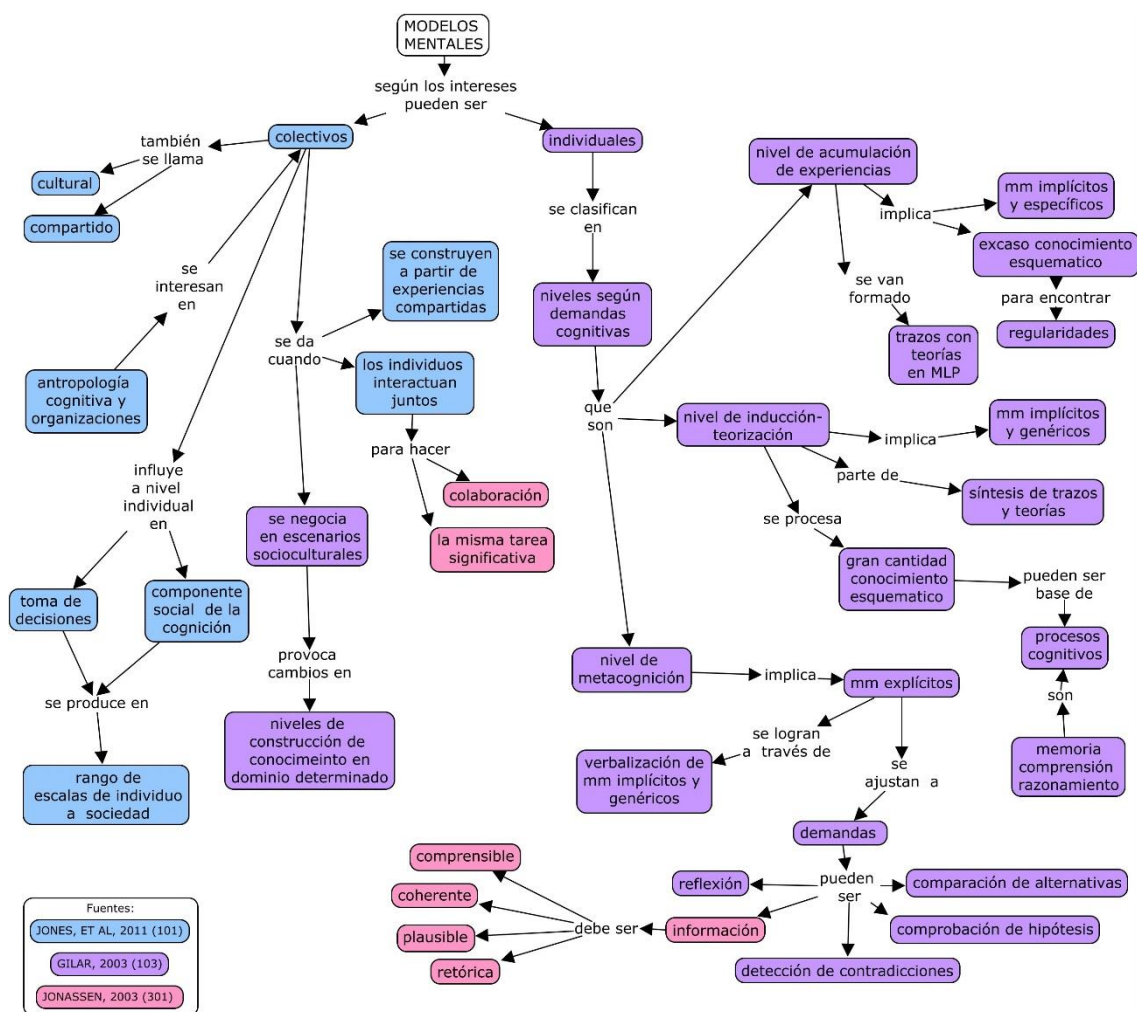 MODELOS
MENTALES
según los intereses
pueden ser
colectivos
también
se llama
cultural
compartido
se
interesan
en
antropología
cognitiva y
organizaciones
influye
a nivel
individual
en
toma de
decisiones
componente
social de la
cognición
se produce en
rango de
escalas de individuo
a sociedad
se da
cuando
se construyen
a partir de
experiencias
compartidas
los individuos
interactuan
juntos
para hacer
colaboración
la misma tarea
significativa
se negocia
en escenarios
socioculturales
provoca
cambios en
niveles de
construcción de
conocimeinto en
dominio determinado
individuales
se clasifican
en
niveles según
demandas
cognitivas
que
son
nivel de acumulación
de experiencias
implica
mm implícitos
y específicos
excaso conocimiento
esquematico
para encontrar
regularidades
se van
formado
trazos con
teorías
en MLP
nivel de inducción-
teorización
implica
mm implícitos
y genéricos
parte de
síntesis de trazos
y teorías
se procesa
gran cantidad
conocimiento
esquematico
pueden ser
base de
procesos
cognitivos
son
memoria
comprensión
razonamiento
nivel de
metacognición
implica
mm explícitos
se logran
a través de
verbalización de
mm implícitos y
genéricos
se
ajustan a
demandas
pueden
ser
reflexión
comparación de alternativas
comprobación de hipótesis
detección de contradicciones
información
debe ser
comprensible
coherente
plausible
retórica
Fuentes:
JONES, ET AL, 2011 (101)
GILAR, 2003 (103)
JONASSEN, 2003 (301)